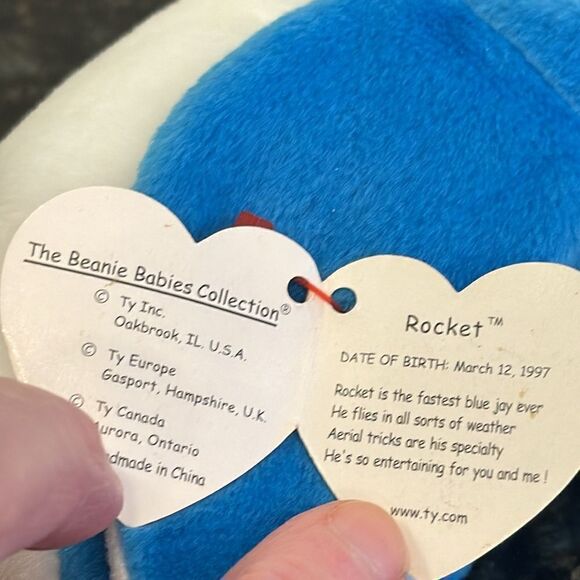 The Beanie Babies Collection®
© Ty Inc.
Oakbrook, IL. U.S.A.
© Ty Europe
Gasport, Hampshire, U.K.
© Ty Canada
Aurora, Ontario
Handmade in China
Rocket™
DATE OF BIRTH: March 12, 1997
Rocket is the fastest blue jay ever
He flies in all sorts of weather
Aerial tricks are his specialty
He's so entertaining for you and me !
www.ty.com